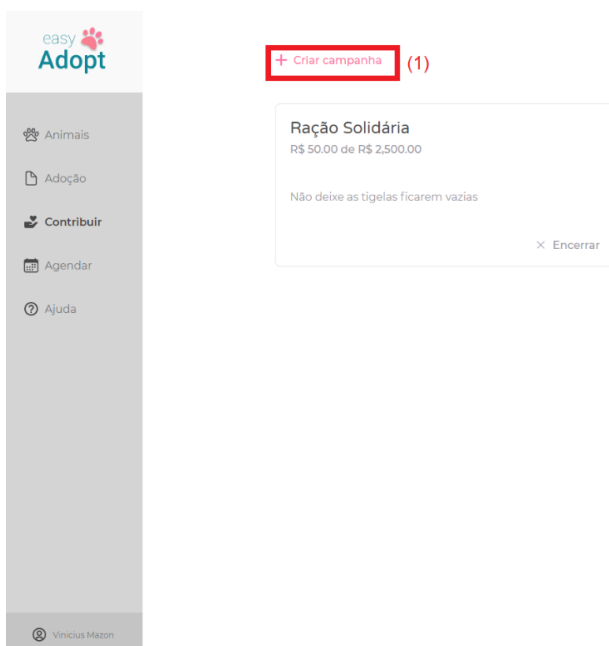 easy
Adopt
+ Criar campanha (1)
Ração Solidária
R$ 50.00 de R$ 2,500.00
Não deixe as tigelas ficarem vazias
× Encerrar
Animais
Adoção
Contribuir
Agendar
Ajuda
Vinicius Mazon